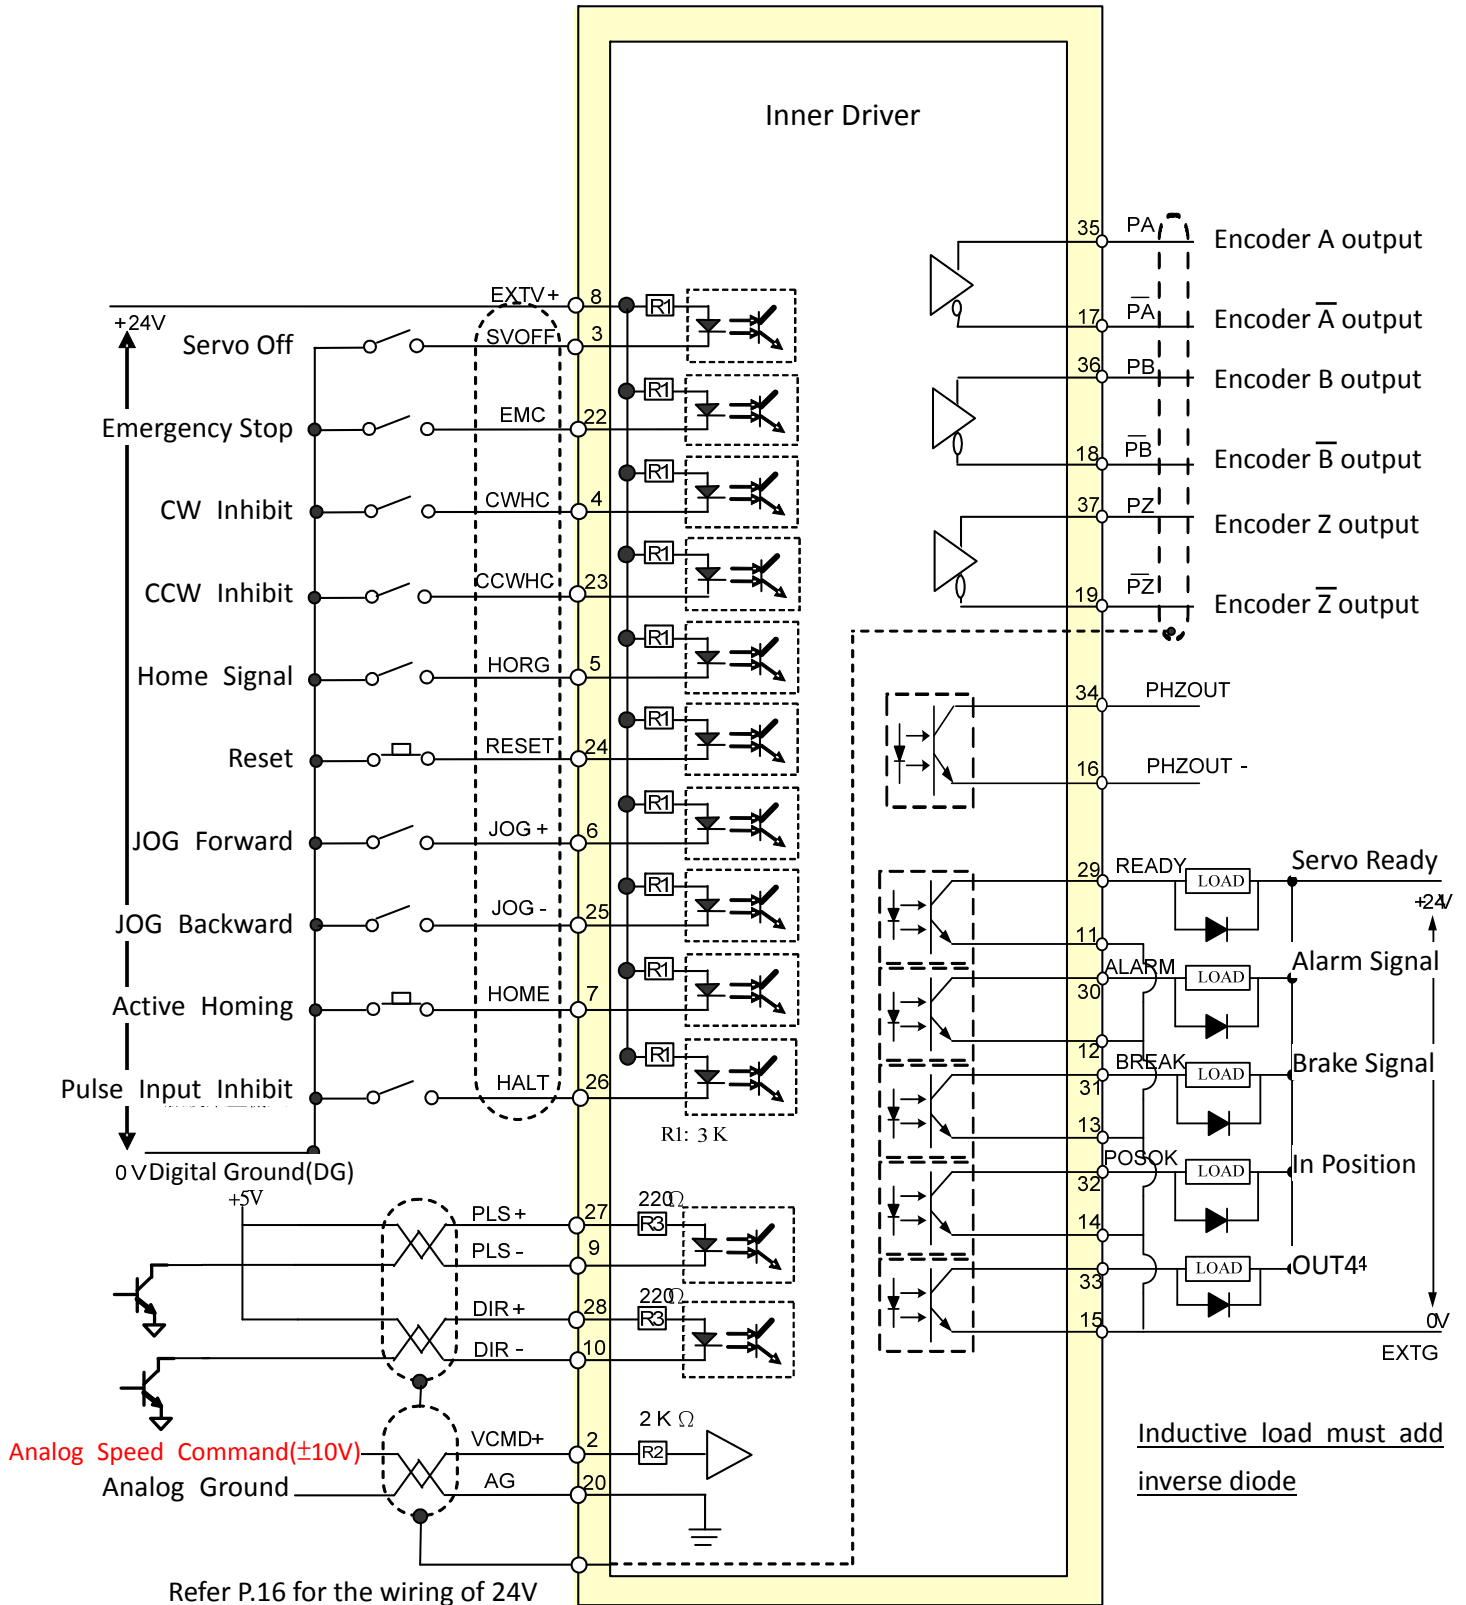 Inner Driver
EXTV+ 8 R1
+24V
Servo Off SVOFF 3
R1
Emergency Stop EMC 22
R1
CW Inhibit CWHC 4
R1
CCW Inhibit CCWHC 23
R1
Home Signal HORG 5
R1
Reset RESET 24
R1
JOG Forward JOG+ 6
R1
JOG Backward JOG- 25
R1
Active Homing HOME 7
R1
Pulse Input Inhibit HALT 26
R1: 3 K
0V Digital Ground(DG)
+5V
PLS+ 27 220Ω R3
PLS- 9
DIR+ 28 220Ω R3
DIR- 10
Analog Speed Command(±10V) VCMD+ 2 2 K Ω R2
Analog Ground AG 20
Refer P.16 for the wiring of 24V
35 PA Encoder A output
17 P̅A̅ Encoder A̅ output
36 PB Encoder B output
18 P̅B̅ Encoder B̅ output
37 PZ Encoder Z output
19 P̅Z̅ Encoder Z̅ output
34 PHZOUT
16 PHZOUT -
29 READY LOAD Servo Ready
+24V
11
ALARM LOAD Alarm Signal
30
12
BREAK LOAD Brake Signal
31
13
POSOK LOAD In Position
32
14
LOAD OUT44
33
15 0V
EXTG
Inductive load must add
inverse diode